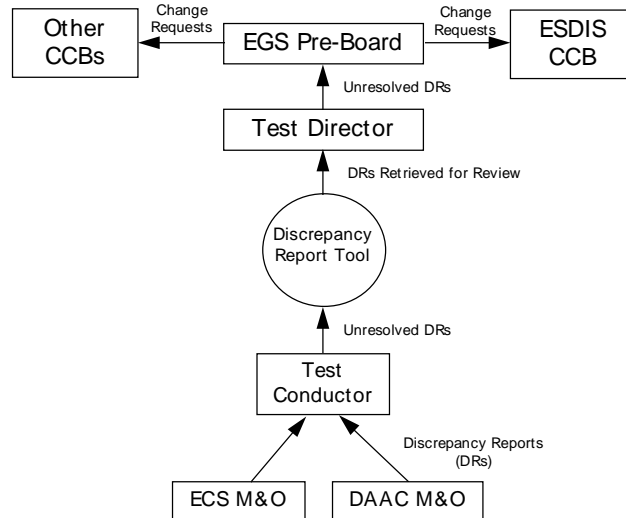 Other
CCBs
Change
Requests
EGS Pre-Board
Change
Requests
ESDIS
CCB
Unresolved DRs
Test Director
DRs Retrieved for Review
Discrepancy
Report Tool
Unresolved DRs
Test
Conductor
Discrepancy Reports
(DRs)
ECS M&O
DAAC M&O